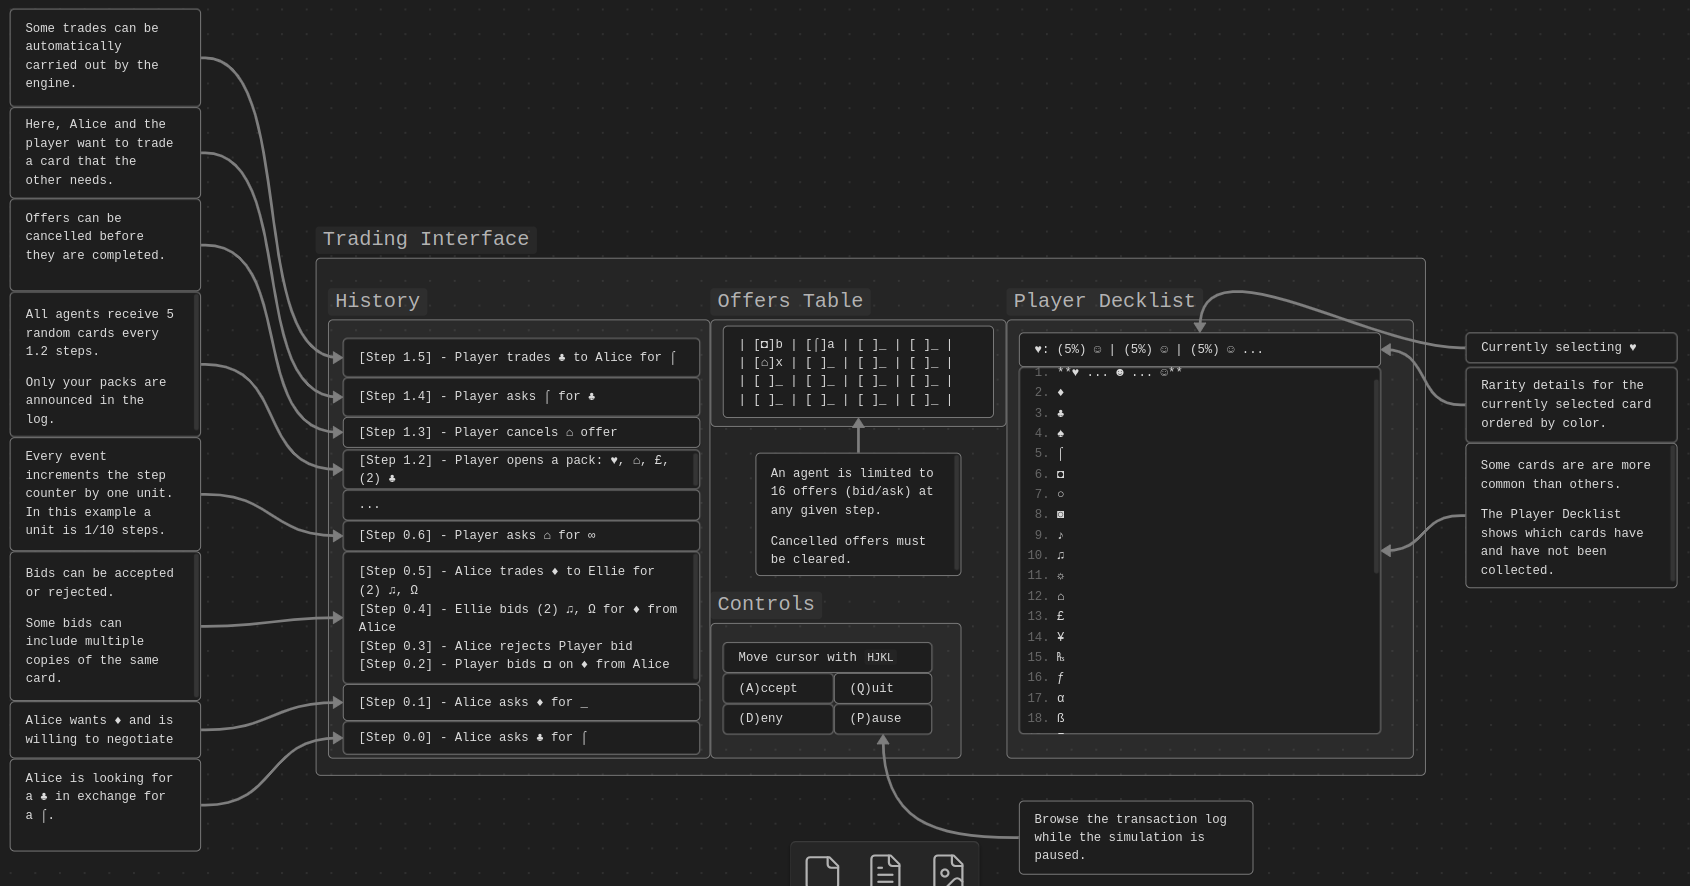 Some trades can be
automatically
carried out by the
engine.
Here, Alice and the
player want to trade
a card that the
other needs.
Offers can be
cancelled before
they are completed.
All agents receive 5
random cards every
1.2 steps.
Only your packs are
announced in the
log.
Every event
increments the step
counter by one unit.
In this example a
unit is 1/10 steps.
Bids can be accepted
or rejected.
Some bids can
include multiple
copies of the same
card.
Alice wants ♦ and is
willing to negotiate
Alice is looking for
a ♣ in exchange for
a ⌠.
Trading Interface
History
[Step 1.5] - Player trades ♣ to Alice for ⌠
[Step 1.4] - Player asks ⌠ for ♣
[Step 1.3] - Player cancels ⌂ offer
[Step 1.2] - Player opens a pack: ♥, ⌂, £,
(2) ♣
...
[Step 0.6] - Player asks ⌂ for ∞
[Step 0.5] - Alice trades ♦ to Ellie for
(2) ♫, Ω
[Step 0.4] - Ellie bids (2) ♫, Ω for ♦ from
Alice
[Step 0.3] - Alice rejects Player bid
[Step 0.2] - Player bids ◘ on ♦ from Alice
[Step 0.1] - Alice asks ♦ for _
[Step 0.0] - Alice asks ♣ for ⌠
Offers Table
| [◘]b | [⌠]a | [ ]_ | [ ]_ |
| [⌂]x | [ ]_ | [ ]_ | [ ]_ |
| [ ]_ | [ ]_ | [ ]_ | [ ]_ |
| [ ]_ | [ ]_ | [ ]_ | [ ]_ |
An agent is limited to
16 offers (bid/ask) at
any given step.
Cancelled offers must
be cleared.
Controls
Move cursor with HJKL
(A)ccept
(Q)uit
(D)eny
(P)ause
Player Decklist
♥: (5%) ☺ | (5%) ☺ | (5%) ☺ ...
1. **♥ ... ☻ ... ☺**
2. ♦
3. ♣
4. ♠
5. ⌠
6. ◘
7. ○
8. ◙
9. ♪
10. ♫
11. ☼
12. ⌂
13. £
14. ¥
15. ₧
16. ƒ
17. α
18. ß
Currently selecting ♥
Rarity details for the
currently selected card
ordered by color.
Some cards are are more
common than others.
The Player Decklist
shows which cards have
and have not been
collected.
Browse the transaction log
while the simulation is
paused.